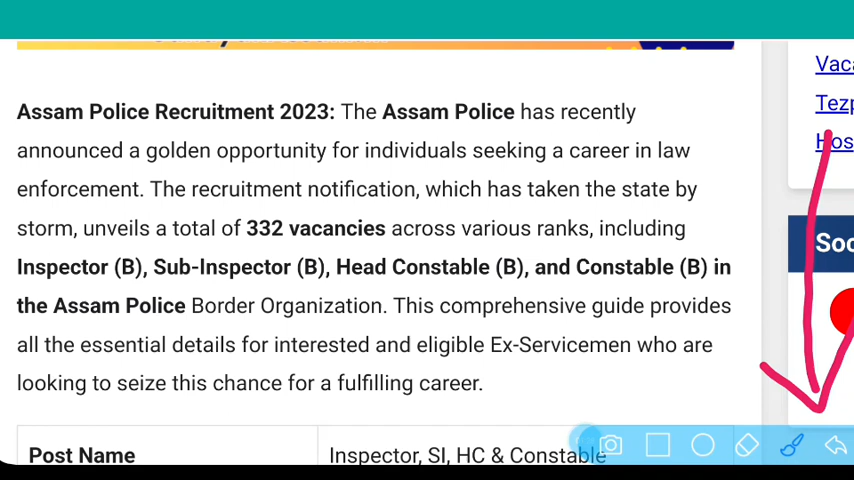 Assam Police Recruitment 2023: The Assam Police has recently
announced a golden opportunity for individuals seeking a career in law
enforcement. The recruitment notification, which has taken the state by
storm, unveils a total of 332 vacancies across various ranks, including
Inspector (B), Sub-Inspector (B), Head Constable (B), and Constable (B) in
the Assam Police Border Organization. This comprehensive guide provides
all the essential details for interested and eligible Ex-Servicemen who are
looking to seize this chance for a fulfilling career.
Post Name Inspector, SI, HC & Constable
Vaca
Tezp
Hos
Soc